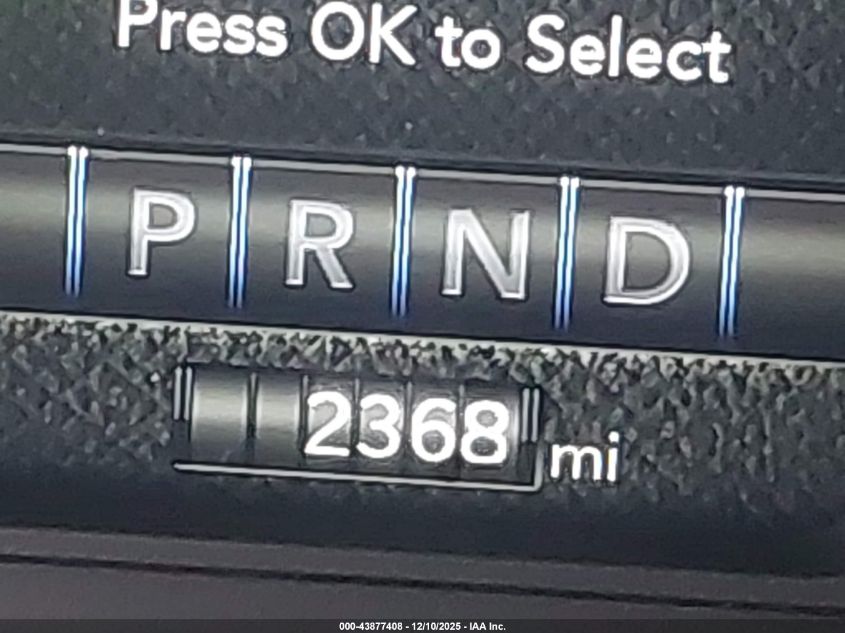 Press OK to Select
P R N D
2368 mi
000-43877408 - 12/10/2025 - IAA Inc.